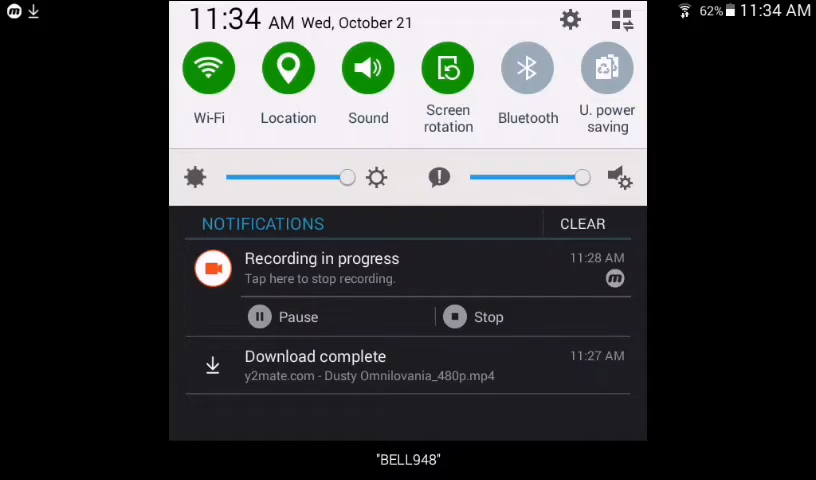 11:34 AM Wed, October 21
62% 11:34 AM
Wi-Fi
Location
Sound
Screen
rotation
Bluetooth
U. power
saving
NOTIFICATIONS
CLEAR
Recording in progress
11:28 AM
Tap here to stop recording.
m
Pause
Stop
Download complete
11:27 AM
y2mate.com - Dusty Omnilovania_480p.mp4
"BELL948"